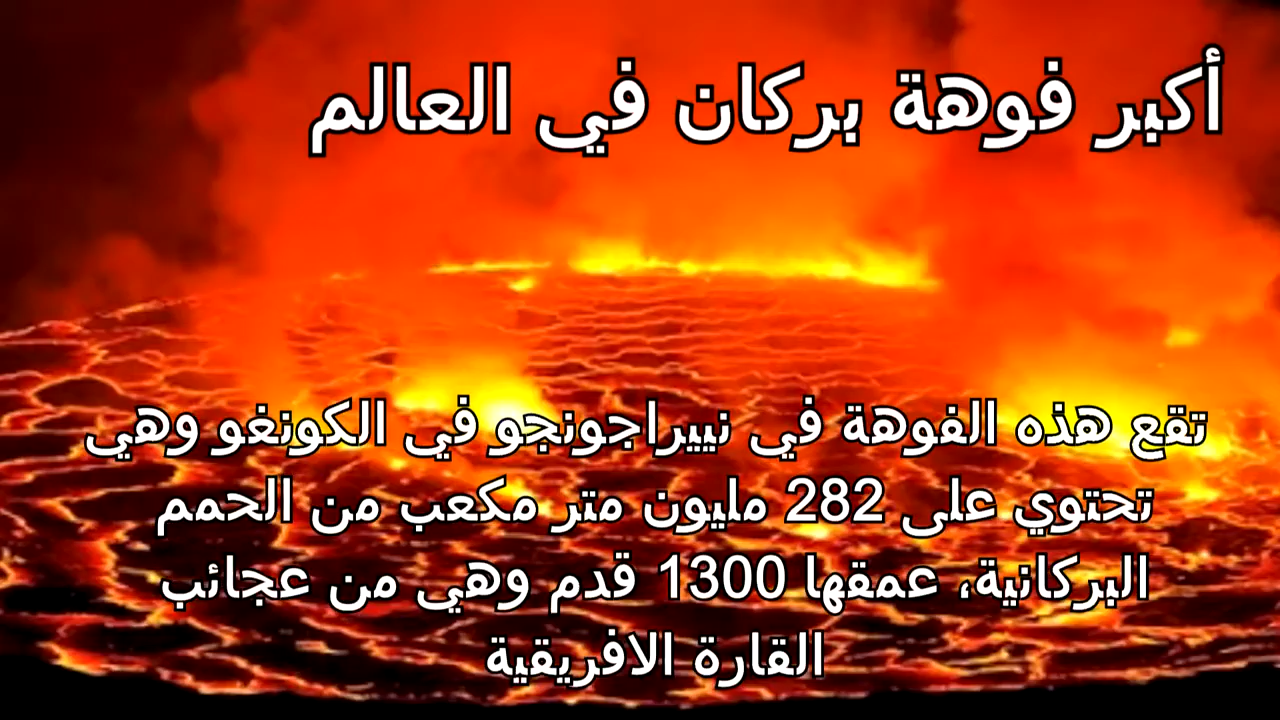 أكبر فوهة بركان في العالم
تقع هذه الفوهة في نييراجونجو في الكونغو وهي
تحتوي على 282 مليون متر مكعب من الحمم
البركانية، عمقها 1300 قدم وهي من عجائب
القارة الافريقية